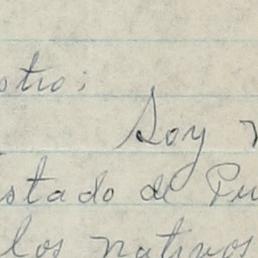 stro;
Soy
stado de Pu
los nativos